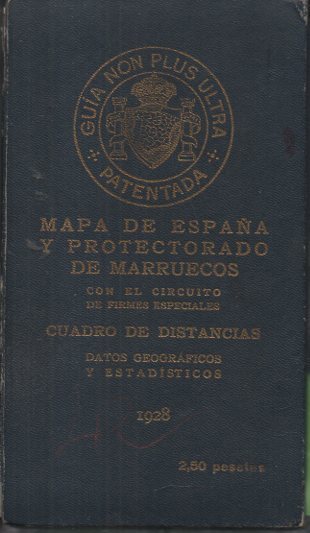 GUÍA NON PLUS ULTRA
PATENTADA
MAPA DE ESPAÑA
Y PROTECTORADO
DE MARRUECOS
CON EL CIRCUITO
DE FIRMES ESPECIALES
CUADRO DE DISTANCIAS
DATOS GEOGRÁFICOS
Y ESTADÍSTICOS
1928
2,50 pesetas